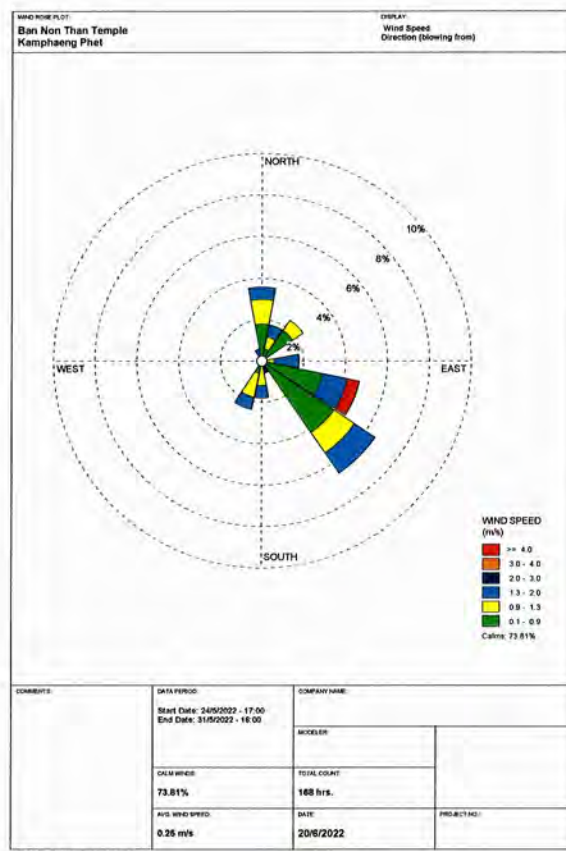 WIND ROSE PLOT:
Ban Non Than Temple
Kamphaeng Phet
DISPLAY:
Wind Speed
Direction (blowing from)
NORTH
10%
8%
6%
4%
2%
WEST
EAST
SOUTH
WIND SPEED
(m/s)
>= 4.0
3.0 - 4.0
2.0 - 3.0
1.3 - 2.0
0.9 - 1.3
0.1 - 0.9
Calms: 73.81%
COMMENTS:
DATA PERIOD:
Start Date: 24/5/2022 - 17:00
End Date: 31/5/2022 - 16:00
COMPANY NAME:
MODELER:
CALM WINDS:
73.81%
TOTAL COUNT:
168 hrs.
AVG. WIND SPEED:
0.25 m/s
DATE:
20/6/2022
PROJECT NO.: